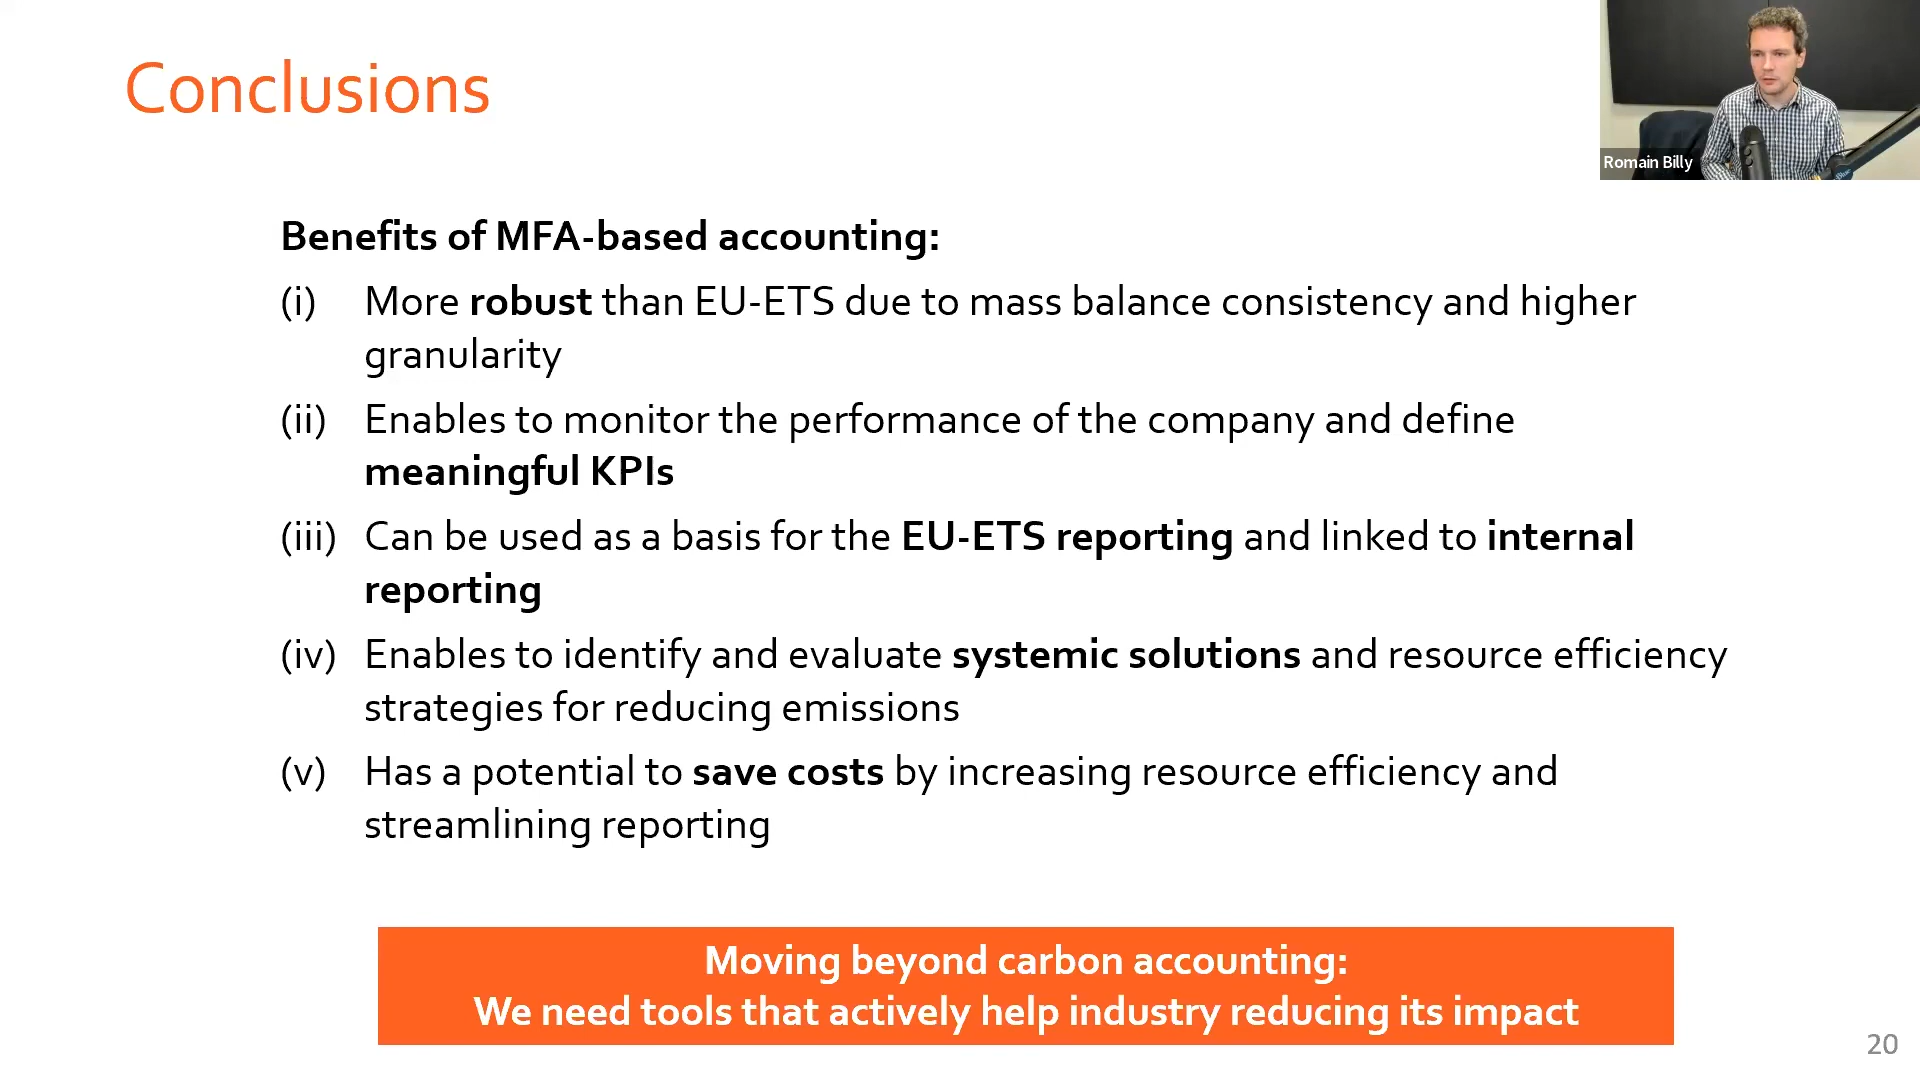 Conclusions
Romain Billy
Benefits of MFA-based accounting:
(i) More robust than EU-ETS due to mass balance consistency and higher
granularity
(ii) Enables to monitor the performance of the company and define
meaningful KPIs
(iii) Can be used as a basis for the EU-ETS reporting and linked to internal
reporting
(iv) Enables to identify and evaluate systemic solutions and resource efficiency
strategies for reducing emissions
(v) Has a potential to save costs by increasing resource efficiency and
streamlining reporting
Moving beyond carbon accounting:
We need tools that actively help industry reducing its impact
20